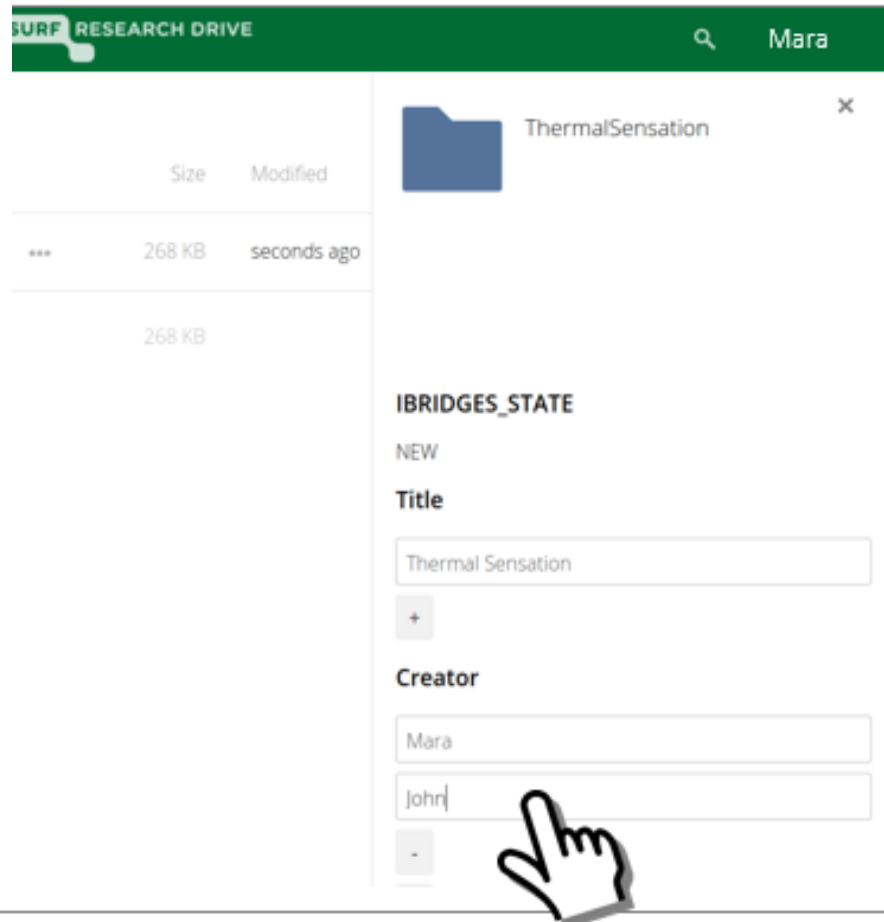 SURF RESEARCH DRIVE
Mara
ThermalSensation
×
Size Modified
••• 268 KB seconds ago
268 KB
IBRIDGES_STATE
NEW
Title
Thermal Sensation
+
Creator
Mara
John
-